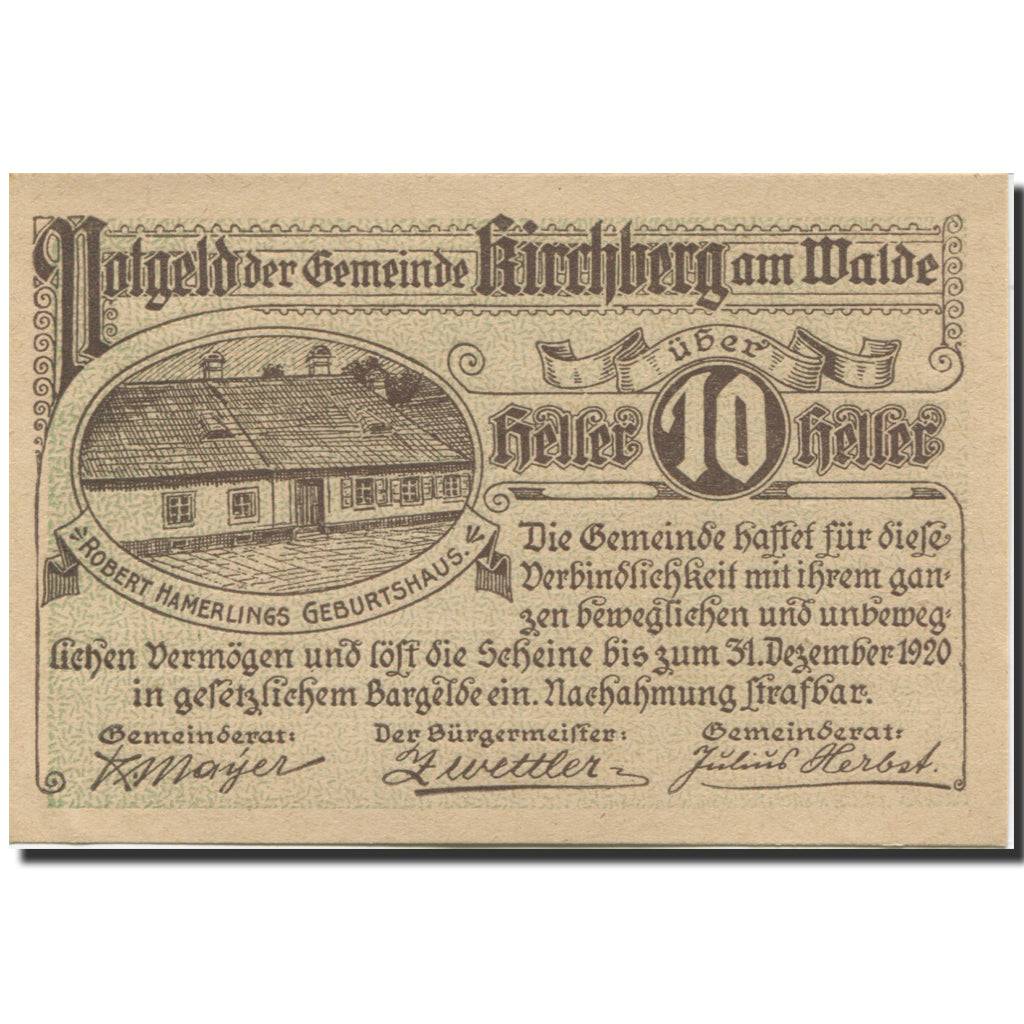 Notgeld der Gemeinde Kirchberg am Walde
über
Heller 10 Heller
ROBERT HAMERLINGS GEBURTSHAUS.
Die Gemeinde haftet für diese
Verbindlichkeit mit ihrem gan-
zen beweglichen und unbeweg-
lichen Vermögen und löst die Scheine bis zum 31. Dezember 1920
in gesetzlichem Bargelde ein. Nachahmung strafbar.
Gemeinderat: Der Bürgermeister: Gemeinderat:
K. Mayer Zwettler Julius Herbst.